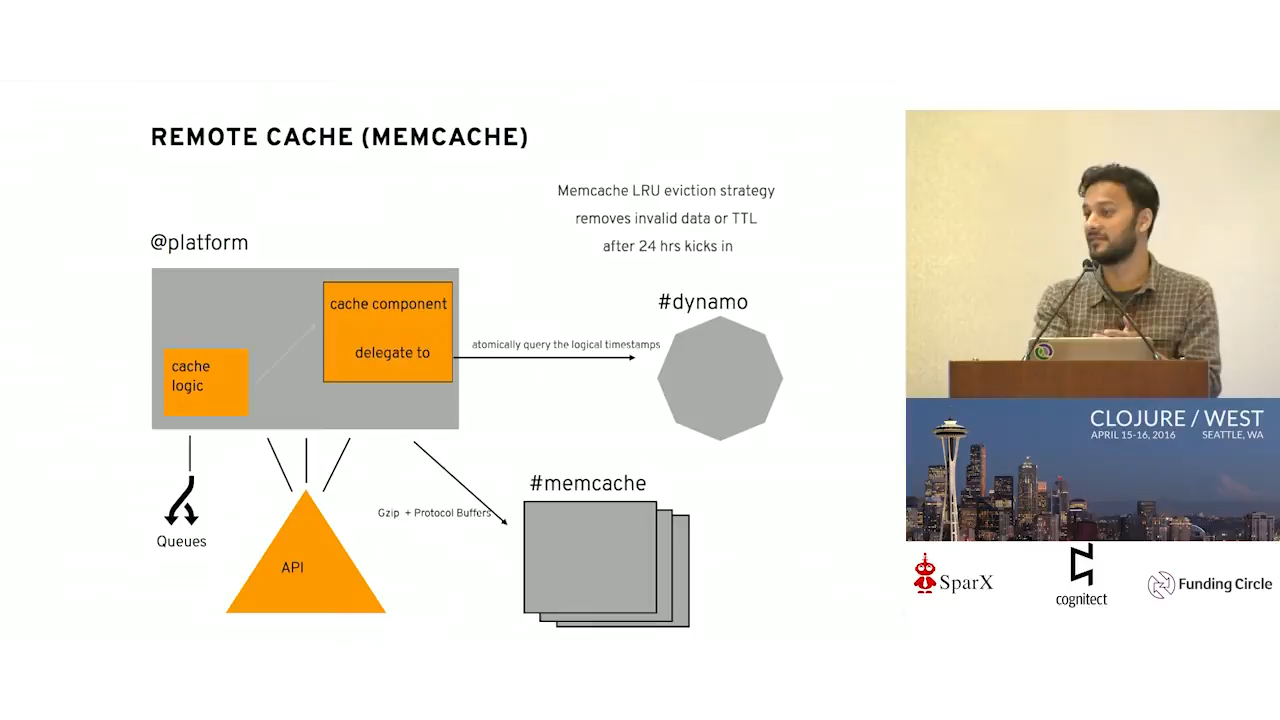 REMOTE CACHE (MEMCACHE)
Memcache LRU eviction strategy
removes invalid data or TTL
after 24 hrs kicks in
@platform
#dynamo
cache component
delegate to
cache
logic
atomically query the logical timestamps
#memcache
Gzip + Protocol Buffers
Queues
API
CLOJURE / WEST
APRIL 15-16, 2016 SEATTLE, WA
SparX
cognitect
Funding Circle